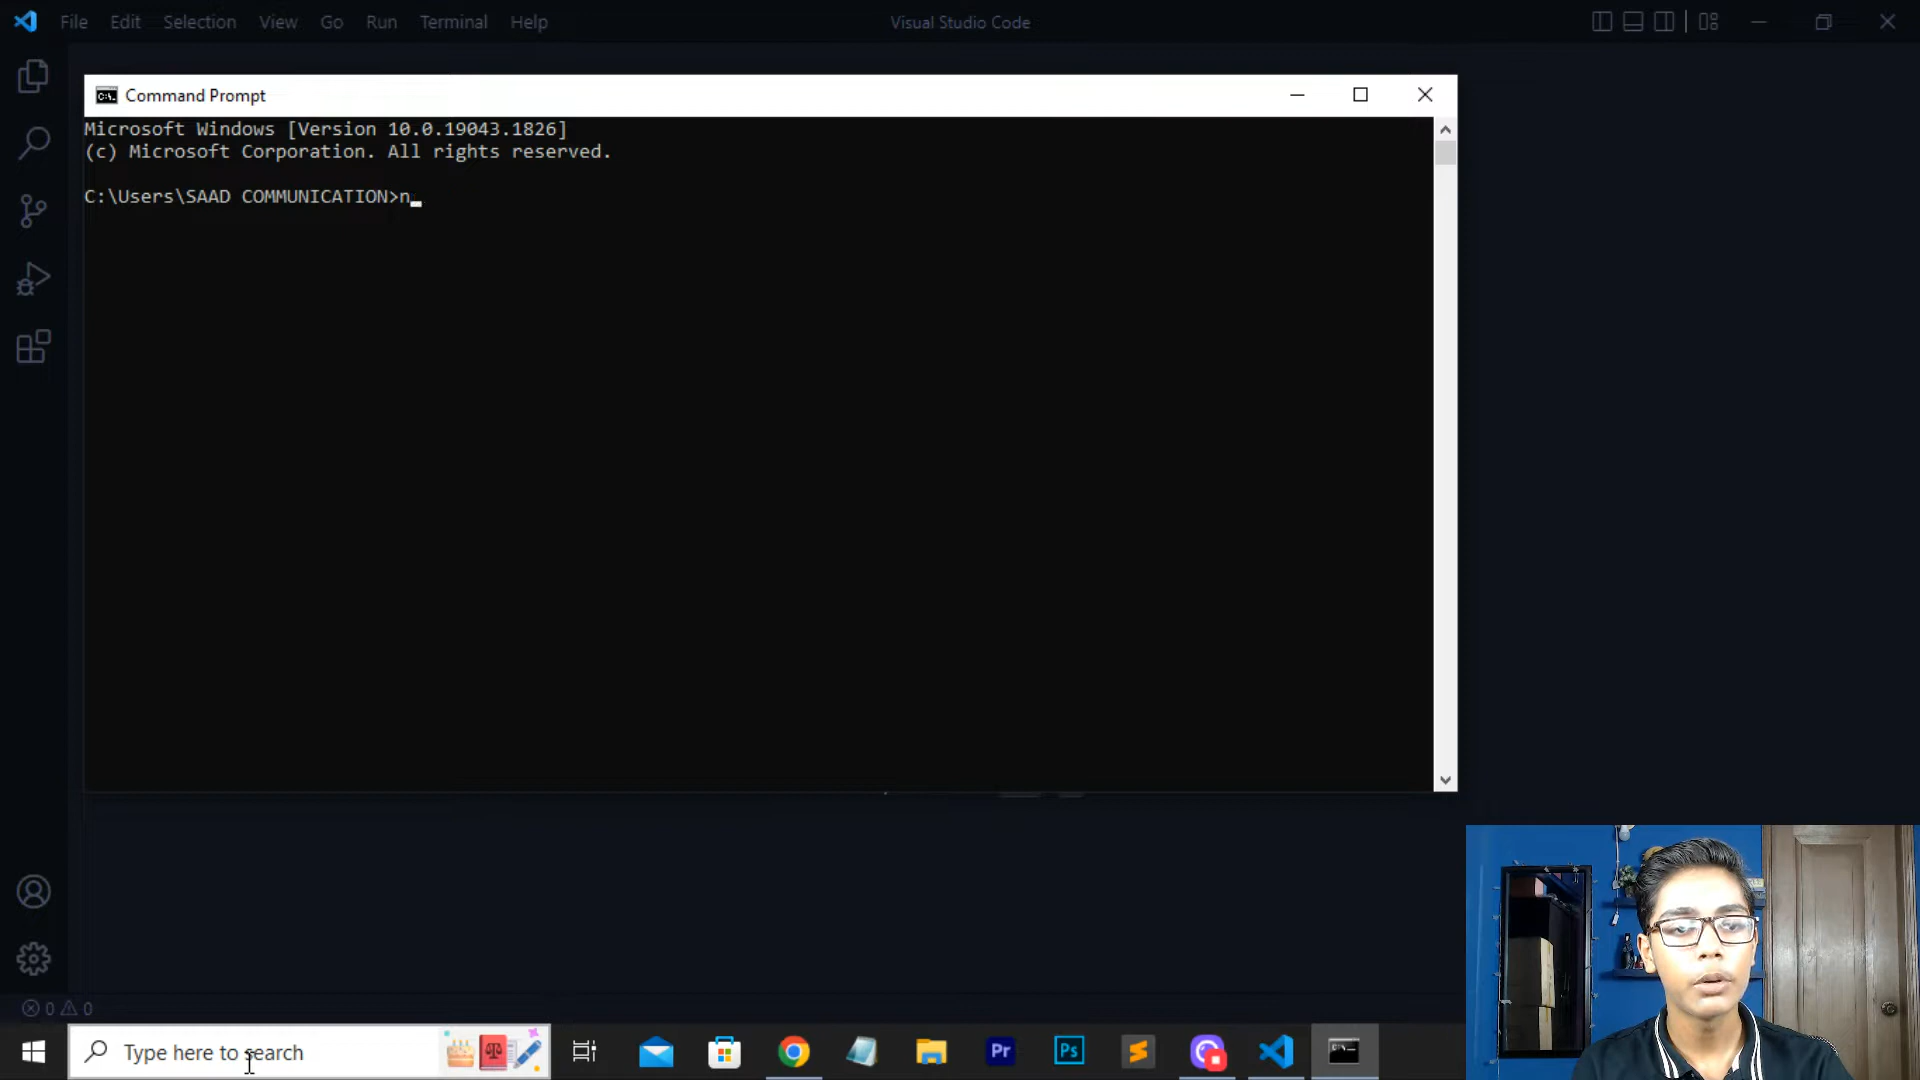 File Edit Selection View Go Run Terminal Help
Visual Studio Code
Command Prompt
Microsoft Windows [Version 10.0.19043.1826]
(c) Microsoft Corporation. All rights reserved.
C:\Users\SAAD COMMUNICATION>n_
0 0
Type here to search
Pr
Ps